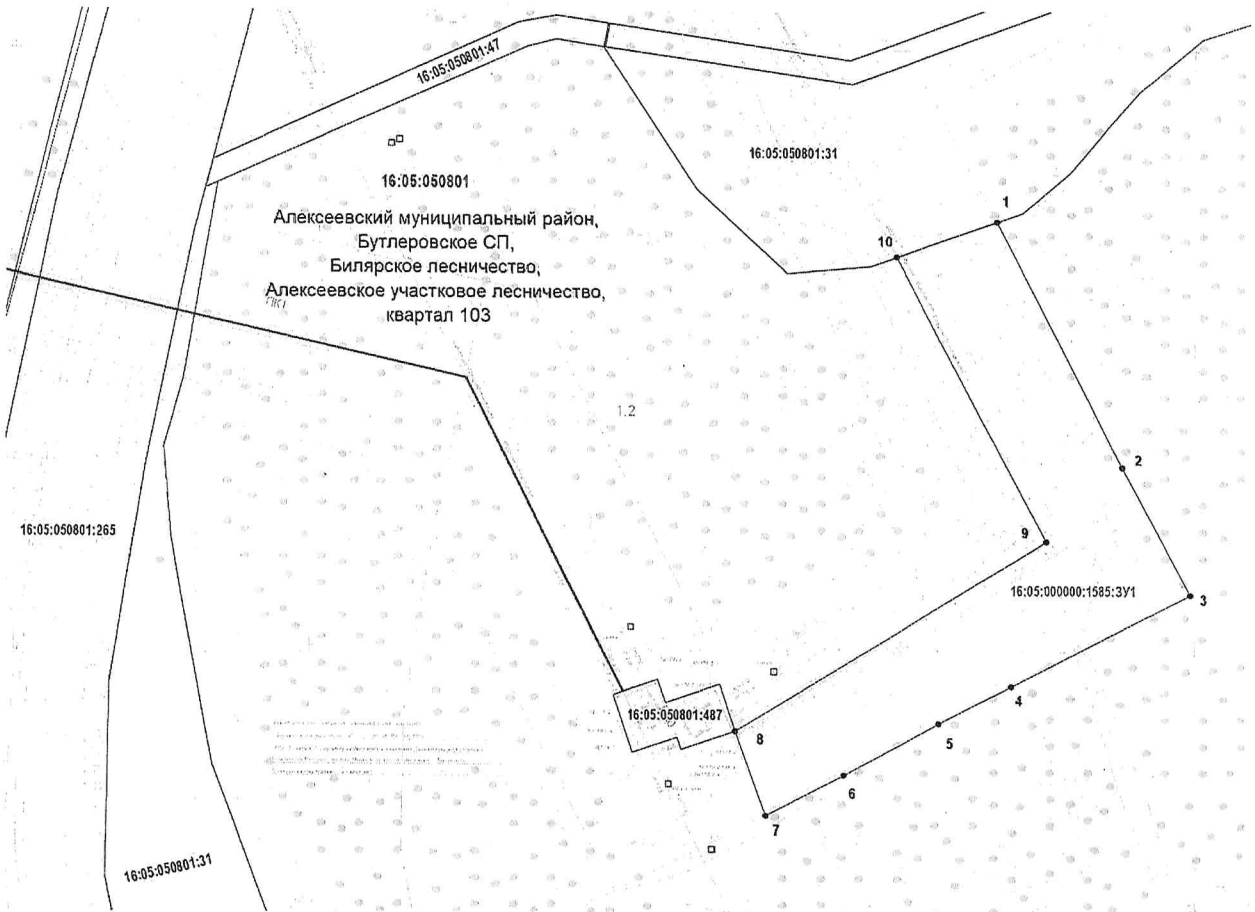 16:05:050801:47
16:05:050801:31
16:05:050801
Алексеевский муниципальный район,
Бутлеровское СП,
Билярское лесничество,
Алексеевское участковое лесничество,
квартал 103
ПК1
1
10
1.2
2
16:05:050801:265
9
16:05:000000:1585:ЗУ1
3
4
16:05:050801:487
5
8
6
7
16:05:050801:31